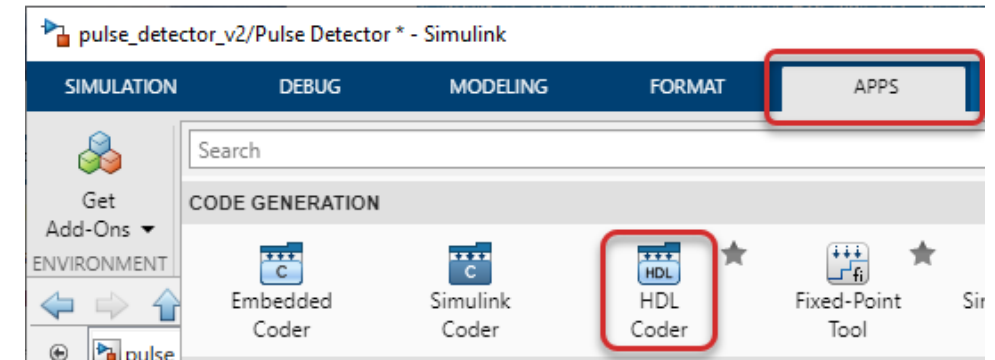 pulse_detector_v2/Pulse Detector * - Simulink
SIMULATION DEBUG MODELING FORMAT APPS
Search
Get
Add-Ons
ENVIRONMENT
CODE GENERATION
C C HDL fi
Embedded
Coder
Simulink
Coder
HDL
Coder
Fixed-Point
Tool
pulse